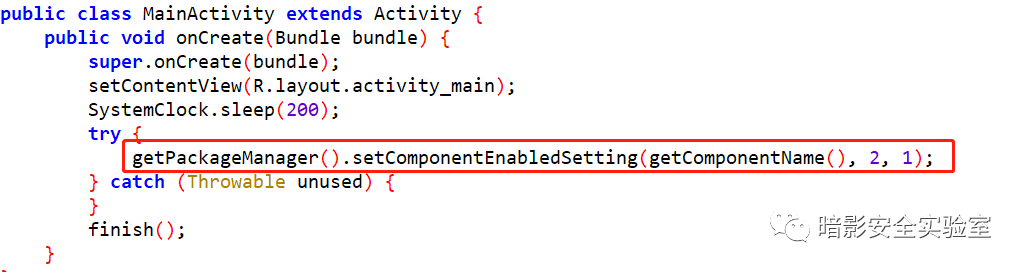 public class MainActivity extends Activity {
    public void onCreate(Bundle bundle) {
        super.onCreate(bundle);
        setContentView(R.layout.activity_main);
        SystemClock.sleep(200);
        try {
            getPackageManager().setComponentEnabledSetting(getComponentName(), 2, 1);
        } catch (Throwable unused) {
        }
        finish();
    }
暗影安全实验室